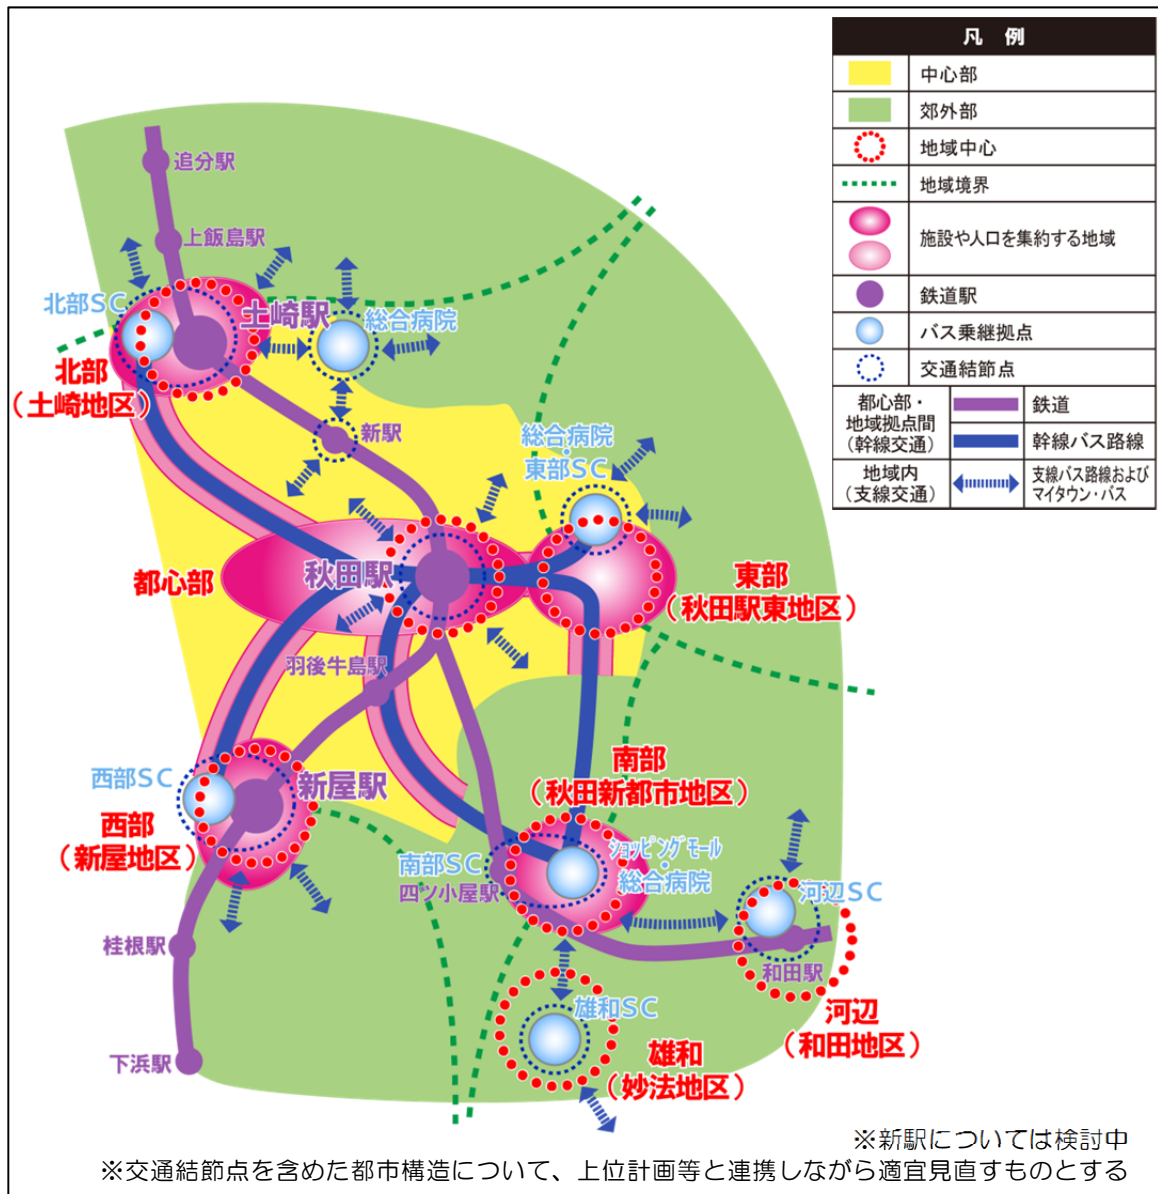 凡 例
中心部
郊外部
地域中心
地域境界
施設や人口を集約する地域
鉄道駅
バス乗継拠点
交通結節点
都心部・
地域拠点間
(幹線交通)
鉄道
幹線バス路線
地域内
(支線交通)
支線バス路線および
マイタウン・バス
追分駅
上飯島駅
北部SC
土崎駅
総合病院
北部
(土崎地区)
新駅
総合病院
・
東部SC
都心部
秋田駅
東部
(秋田駅東地区)
羽後牛島駅
西部SC
新屋駅
西部
(新屋地区)
南部
(秋田新都市地区)
南部SC
四ツ小屋駅
ショッピングモール
・
総合病院
河辺SC
和田駅
河辺
(和田地区)
桂根駅
下浜駅
雄和SC
雄和
(妙法地区)
※新駅については検討中
※交通結節点を含めた都市構造について、上位計画等と連携しながら適宜見直すものとする